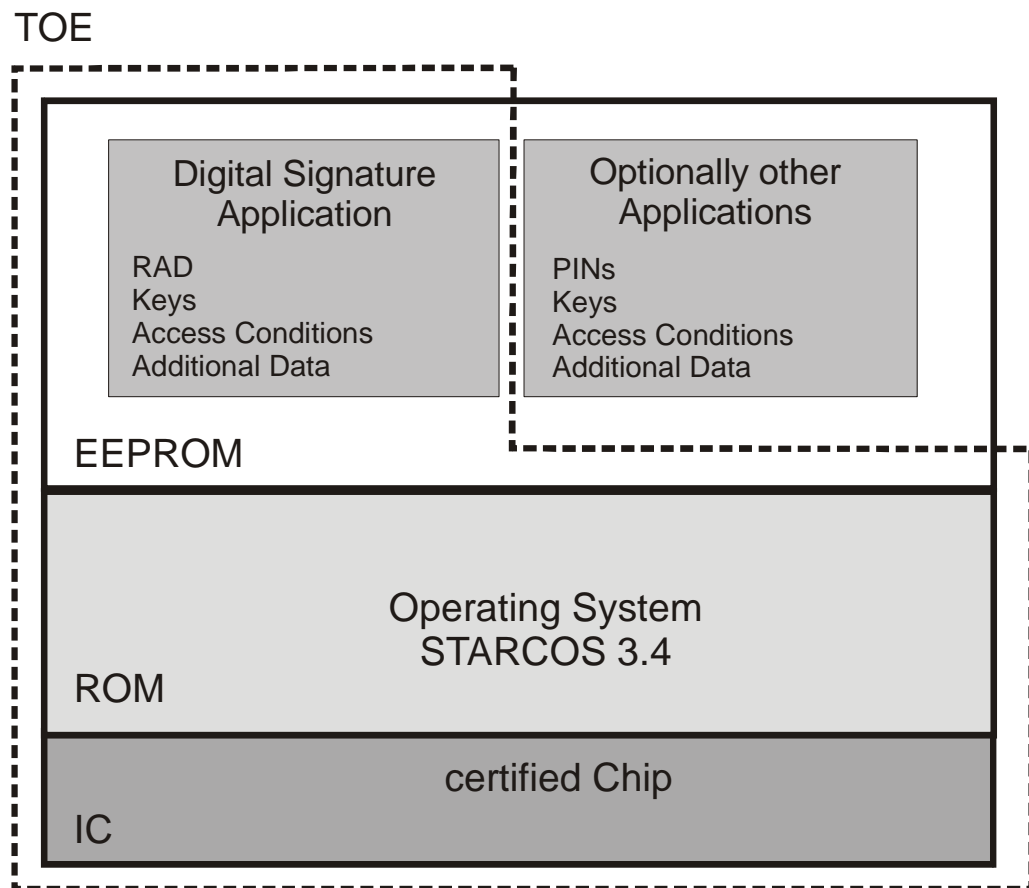 TOE
Digital Signature
Application
RAD
Keys
Access Conditions
Additional Data
Optionally other
Applications
PINs
Keys
Access Conditions
Additional Data
EEPROM
Operating System
STARCOS 3.4
ROM
certified Chip
IC